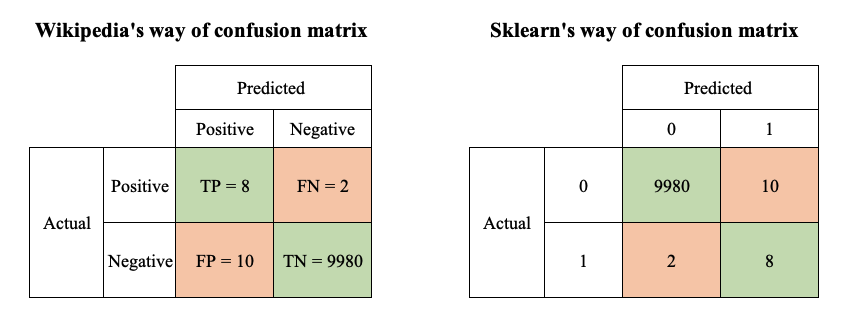 Wikipedia's way of confusion matrix
Predicted
Positive Negative
Actual
Positive TP = 8 FN = 2
Negative FP = 10 TN = 9980
Sklearn's way of confusion matrix
Predicted
0 1
Actual
0 9980 10
1 2 8